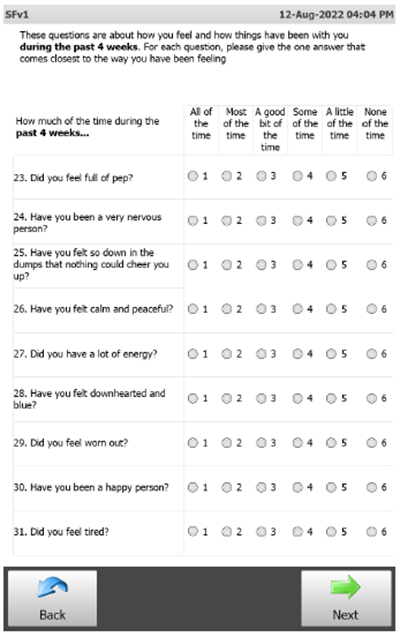 SFv1 12-Aug-2022 04:04 PM
These questions are about how you feel and how things have been with you
during the past 4 weeks. For each question, please give the one answer that
comes closest to the way you have been feeling
How much of the time during the
past 4 weeks...
All of the time
Most of the time
A good bit of the time
Some of the time
A little of the time
None of the time
23. Did you feel full of pep? 1 2 3 4 5 6
24. Have you been a very nervous
person? 1 2 3 4 5 6
25. Have you felt so down in the
dumps that nothing could cheer you
up? 1 2 3 4 5 6
26. Have you felt calm and peaceful? 1 2 3 4 5 6
27. Did you have a lot of energy? 1 2 3 4 5 6
28. Have you felt downhearted and
blue? 1 2 3 4 5 6
29. Did you feel worn out? 1 2 3 4 5 6
30. Have you been a happy person? 1 2 3 4 5 6
31. Did you feel tired? 1 2 3 4 5 6
Back Next